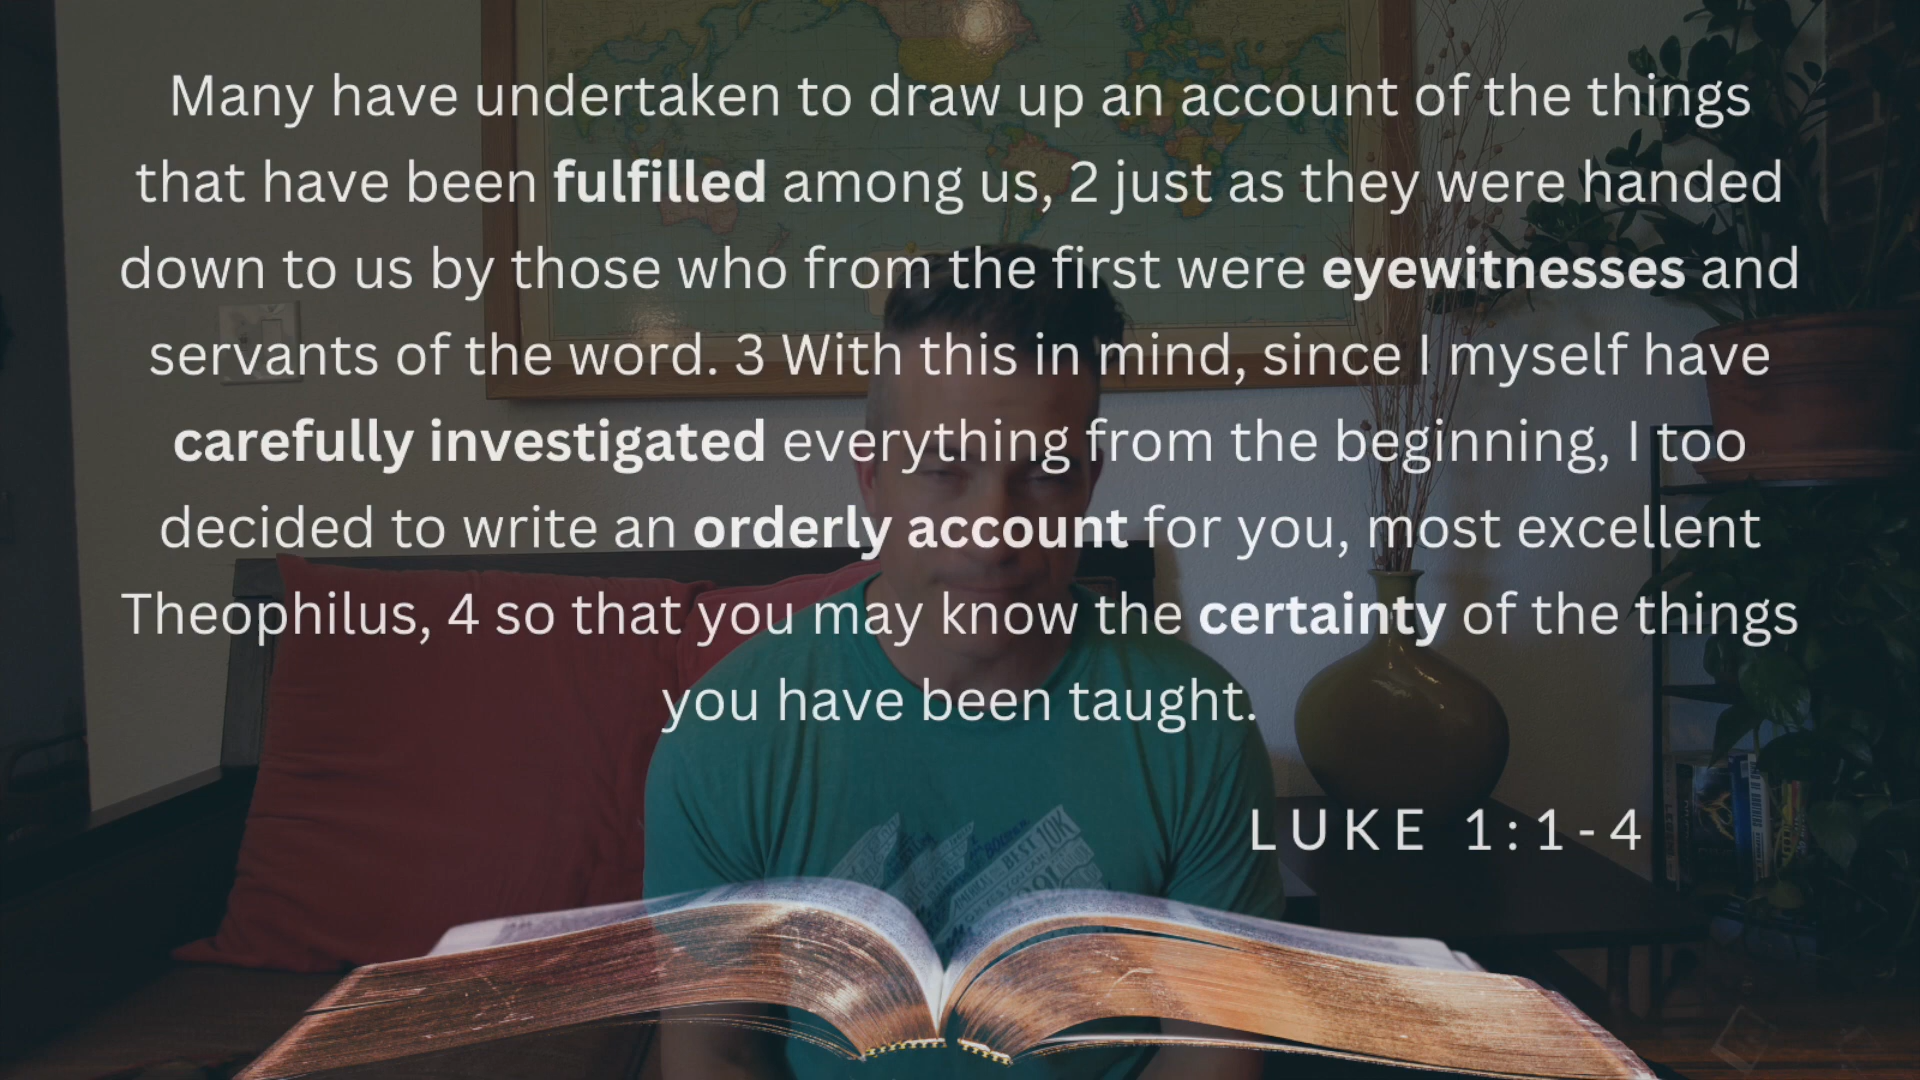 Many have undertaken to draw up an account of the things
that have been fulfilled among us, 2 just as they were handed
down to us by those who from the first were eyewitnesses and
servants of the word. 3 With this in mind, since I myself have
carefully investigated everything from the beginning, I too
decided to write an orderly account for you, most excellent
Theophilus, 4 so that you may know the certainty of the things
you have been taught.
LUKE 1:1-4
BEST 10K